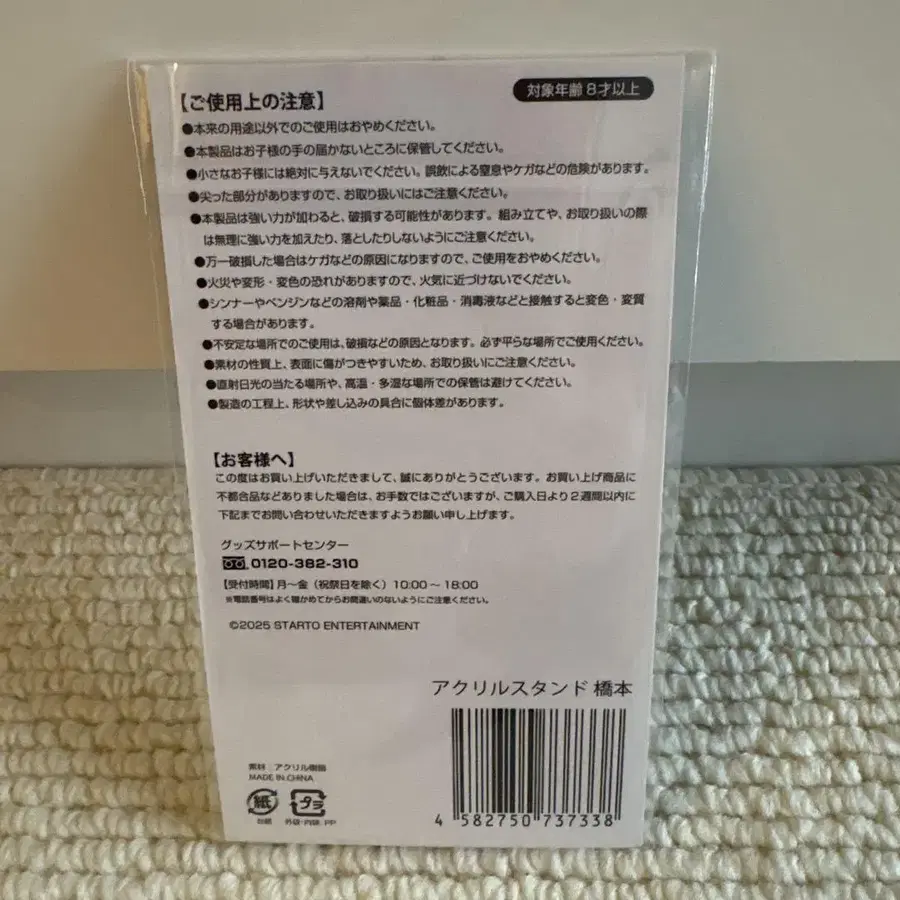 対象年齢 8才以上
【ご使用上の注意】
●本来の用途以外でのご使用はおやめください。
●本製品はお子様の手の届かないところに保管してください。
●小さなお子様には絶対に与えないでください。誤飲による窒息やケガなどの危険があります。
●尖った部分がありますので、お取り扱いにはご注意ください。
●本製品は強い力が加わると、破損する可能性があります。組み立てや、お取り扱いの際
は無理に強い力を加えたり、落としたりしないようにご注意ください。
●万一破損した場合はケガなどの原因になりますので、ご使用をおやめください。
●火災や変形・変色の恐れがありますので、火気に近づけないでください。
●シンナーやベンジンなどの溶剤や薬品・化粧品・消毒液などと接触すると変色・変質
する場合があります。
●不安定な場所でのご使用は、破損などの原因となります。必ず平らな場所でご使用ください。
●素材の性質上、表面に傷がつきやすいため、お取り扱いにご注意ください。
●直射日光の当たる場所や、高温・多湿な場所での保管は避けてください。
●製造の工程上、形状や差し込みの具合に個体差があります。
【お客様へ】
この度はお買い上げいただきまして、誠にありがとうございます。お買い上げ商品に
不都合品などありました場合は、お手数ではございますが、ご購入日より2週間以内に
下記までお問い合わせいただきますようお願い申し上げます。
グッズサポートセンター
0120-382-310
【受付時間】月〜金(祝祭日を除く)10:00〜18:00
※電話番号はよく確かめてからお間違いのないようにご注意ください。
©2025 STARTO ENTERTAINMENT
アクリルスタンド 橋本
素材:アクリル樹脂
MADE IN CHINA
紙 プラ
台紙 外袋・内袋:PP
4 582750 737338